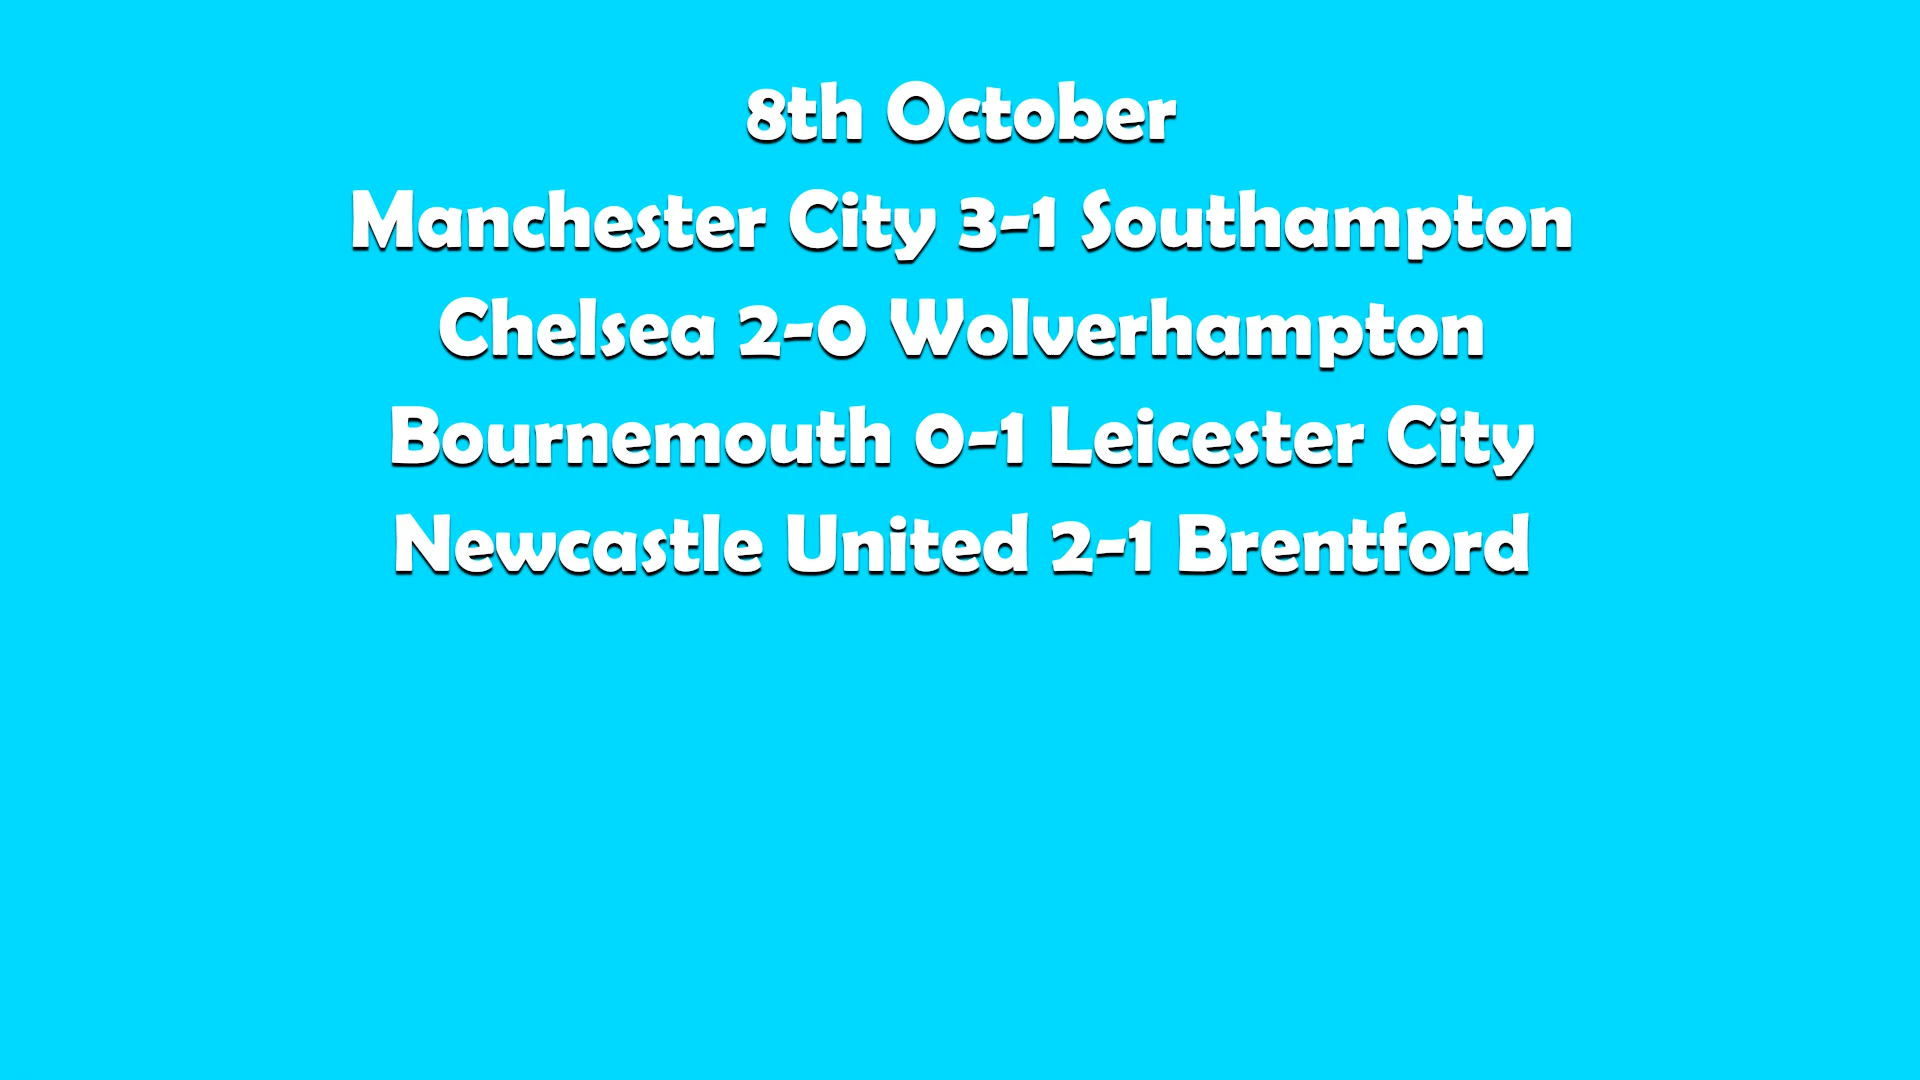 8th October
Manchester City 3-1 Southampton
Chelsea 2-0 Wolverhampton
Bournemouth 0-1 Leicester City
Newcastle United 2-1 Brentford